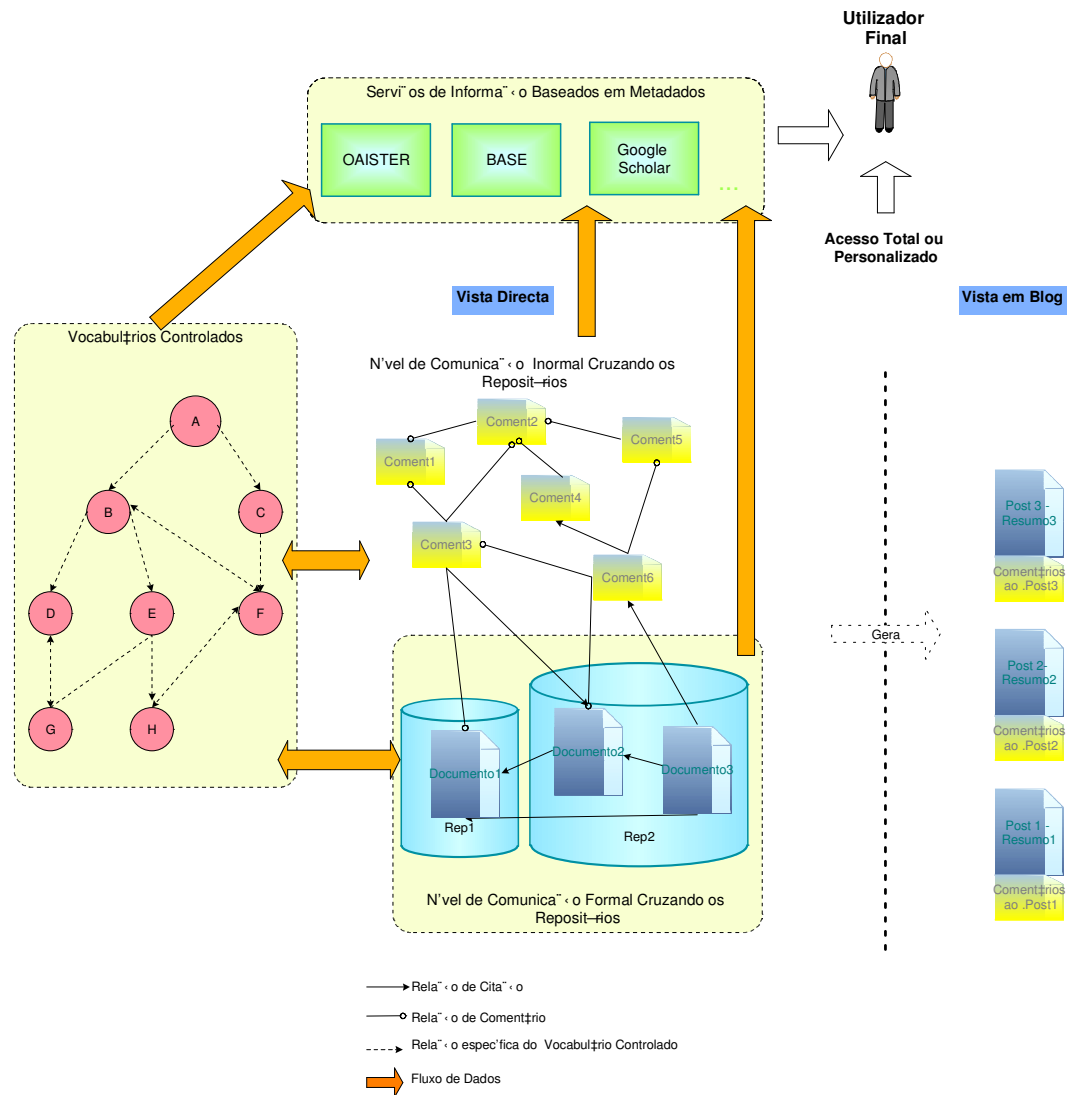 Utilizador
Final
Servi¨‹os de Informa¨‹o Baseados em Metadados
OAISTER
BASE
Google
Scholar
...
Acesso Total ou
Personalizado
Vista Directa
Vista em Blog
Vocabul‡rios Controlados
N’vel de Comunica¨‹o Inormal Cruzando os
Reposit—rios
A
B
C
D
E
F
G
H
Coment2
Coment1
Coment5
Coment4
Coment3
Coment6
Post 3 -
Resumo3
Coment‡rios
ao .Post3
Gera
Post 2-
Resumo2
Coment‡rios
ao .Post2
Post 1 -
Resumo1
Coment‡rios
ao .Post1
Documento1
Documento2
Documento3
Rep1
Rep2
N’vel de Comunica¨‹o Formal Cruzando os
Reposit—rios
Rela¨‹o de Cita¨‹o
Rela¨‹o de Coment‡rio
Rela¨‹o espec’fica do Vocabul‡rio Controlado
Fluxo de Dados